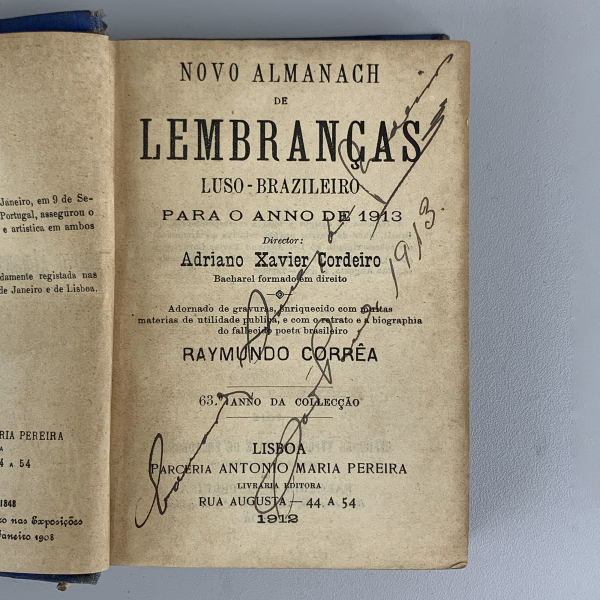 Janeiro, em 9 de Se-
Portugal, assegurou o
e artistica em ambos
damente registada nas
de Janeiro e de Lisboa.
RIA PEREIRA
4 A 54
1848
ro nas Exposições
Janeiro 1908
NOVO ALMANACH
DE
LEMBRANÇAS
LUSO-BRAZILEIRO
PARA O ANNO DE 1913
Director:
Adriano Xavier Cordeiro
Bacharel formado em direito
Adornado de gravuras, enriquecido com muitas
materias de utilidade publica, e com o retrato e a biographia
do fallecido poeta brasileiro
RAYMUNDO CORRÊA
63.º ANNO DA COLLECÇÃO
LISBOA
PARCERIA ANTONIO MARIA PEREIRA
LIVRARIA EDITORA
RUA AUGUSTA — 44 A 54
1912
1913.